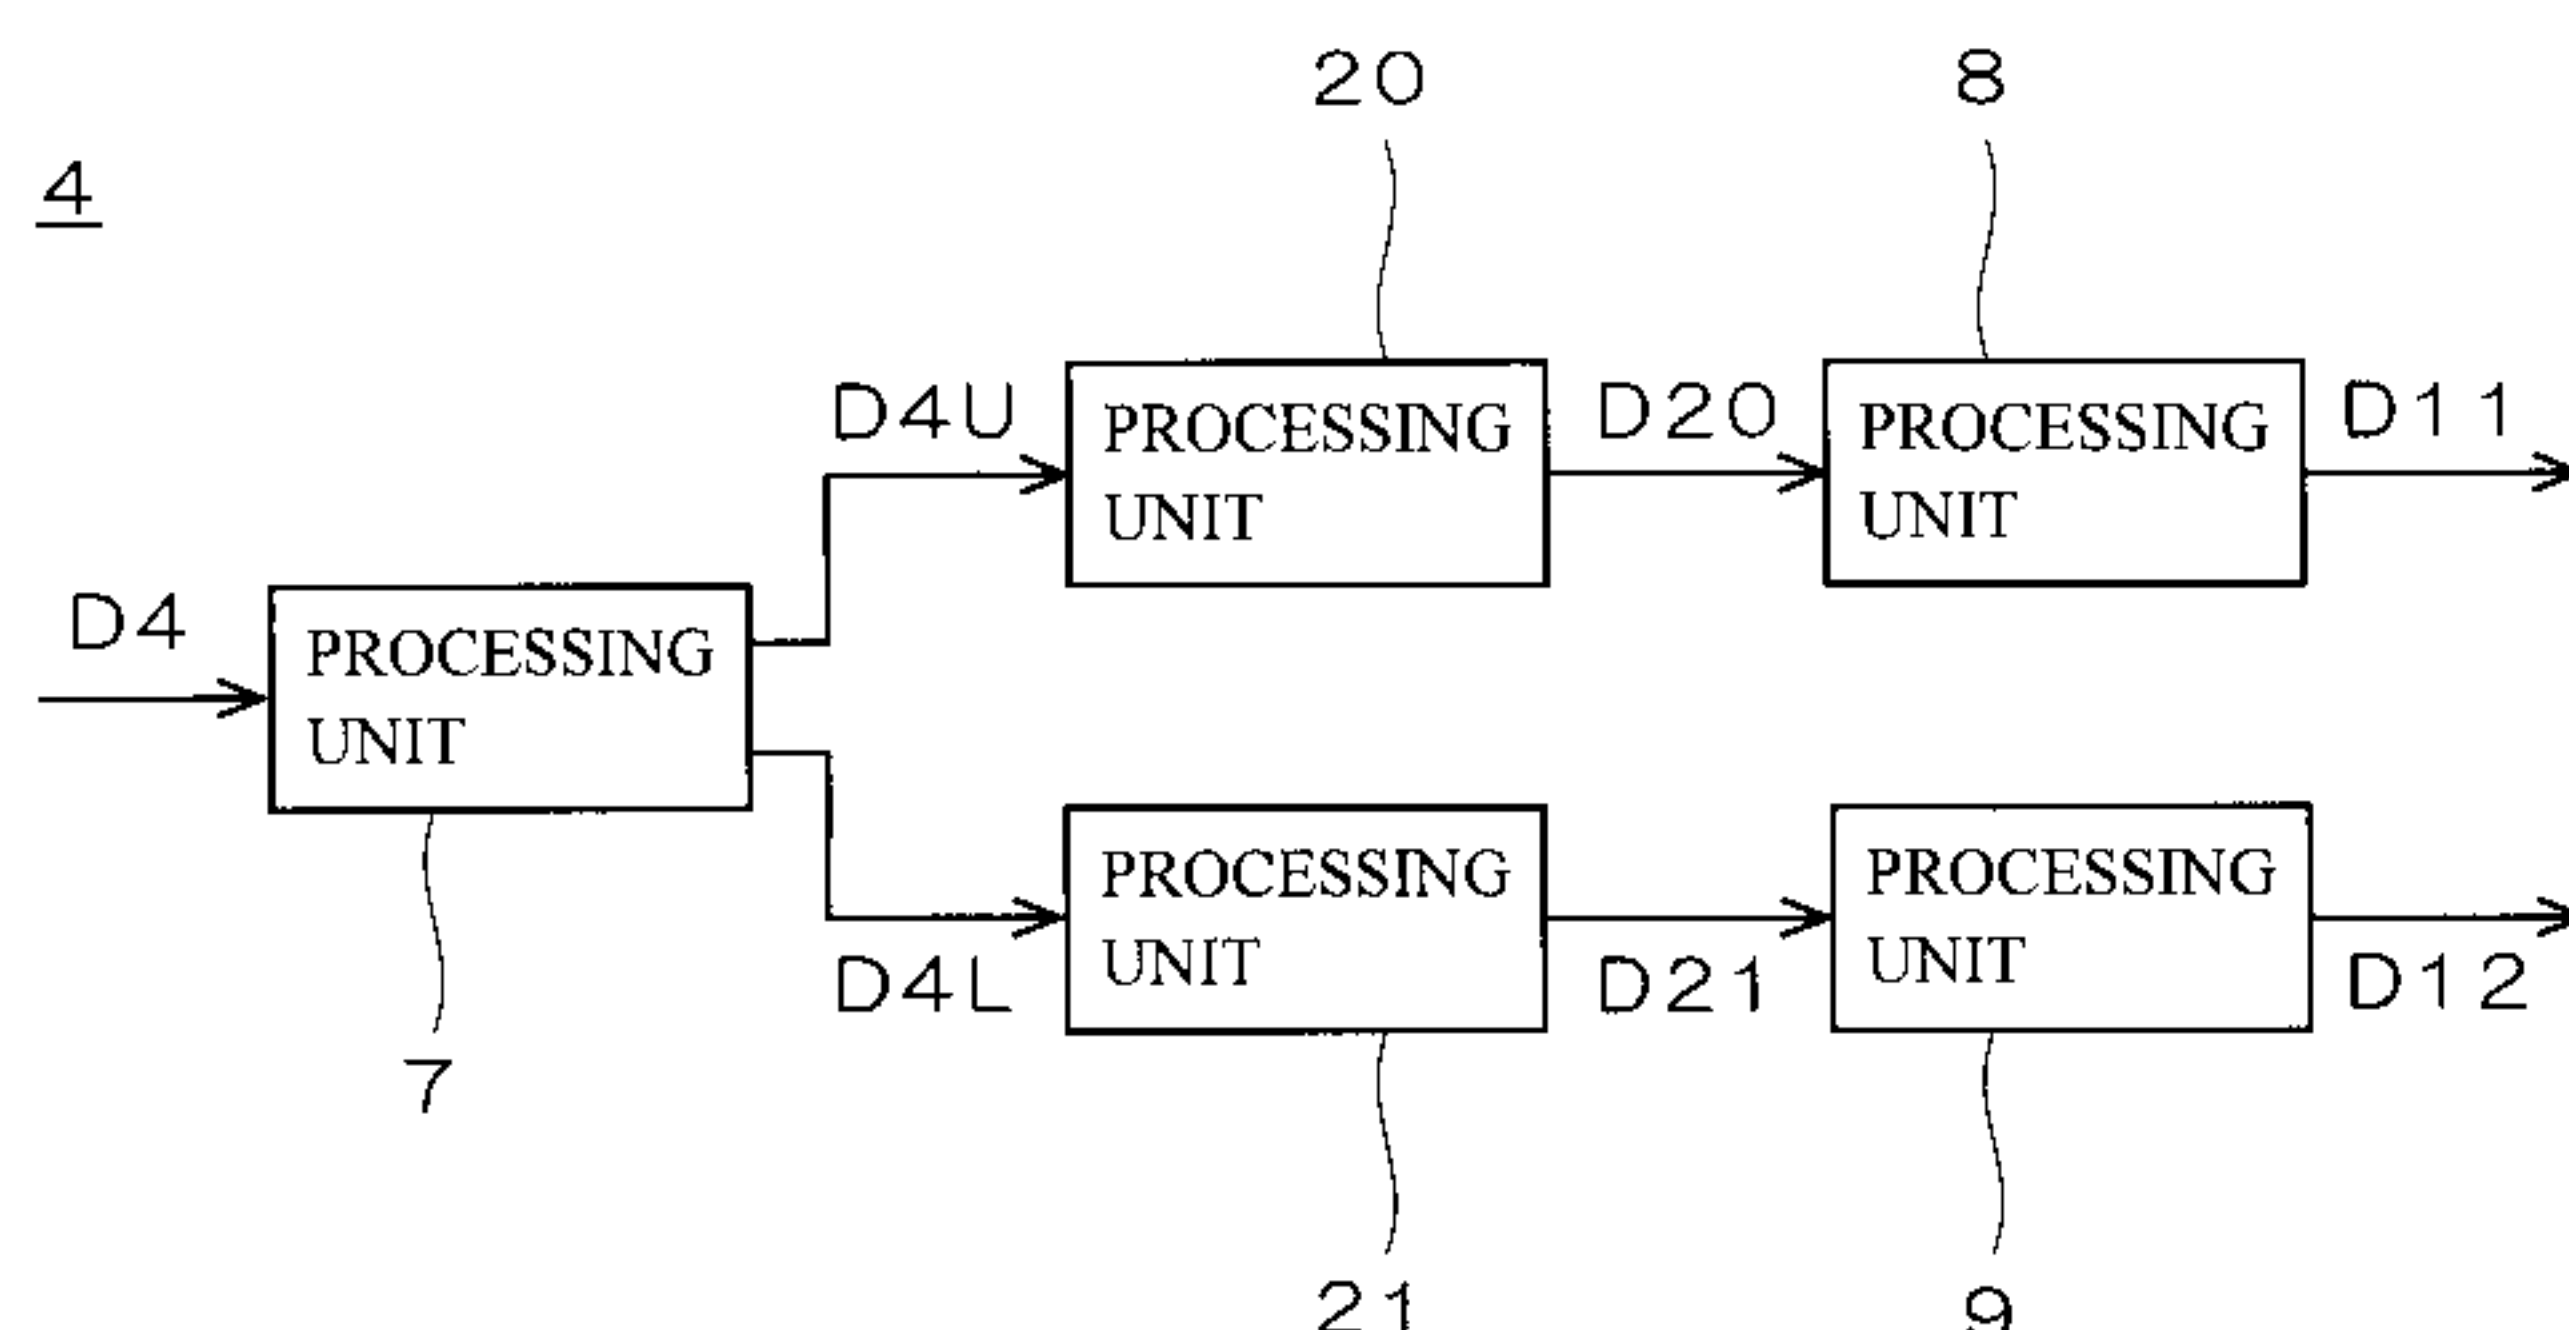 20
8
4
D4U
PROCESSING
UNIT
D20
PROCESSING
UNIT
D11
D4
PROCESSING
UNIT
PROCESSING
UNIT
PROCESSING
UNIT
D4L
D21
D12
7
21
9